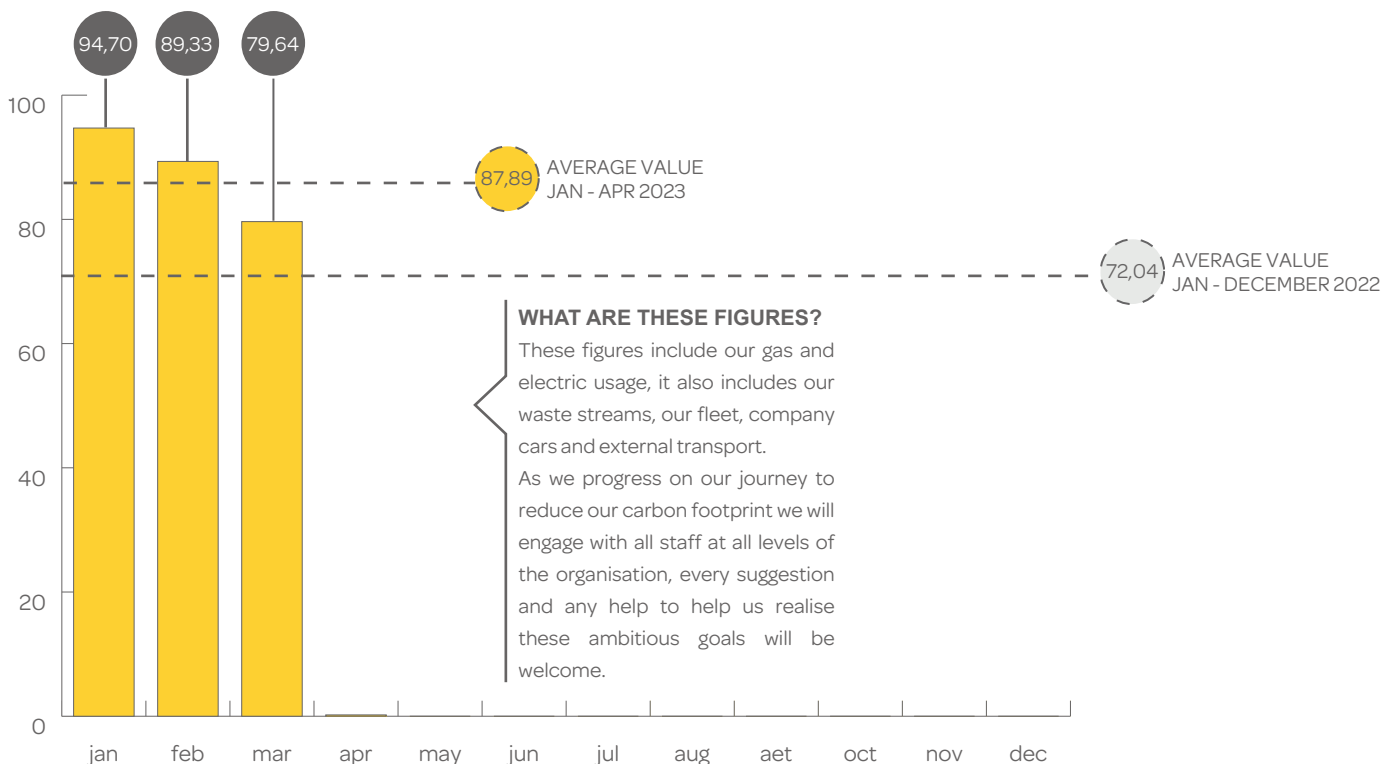 94,70 89,33 79,64
100
87,89 AVERAGE VALUE
JAN - APR 2023
80
72,04 AVERAGE VALUE
JAN - DECEMBER 2022
WHAT ARE THESE FIGURES?
These figures include our gas and
electric usage, it also includes our
waste streams, our fleet, company
cars and external transport.
As we progress on our journey to
reduce our carbon footprint we will
engage with all staff at all levels of
the organisation, every suggestion
and any help to help us realise
these ambitious goals will be
welcome.
60
40
20
0
jan feb mar apr may jun jul aug aet oct nov dec